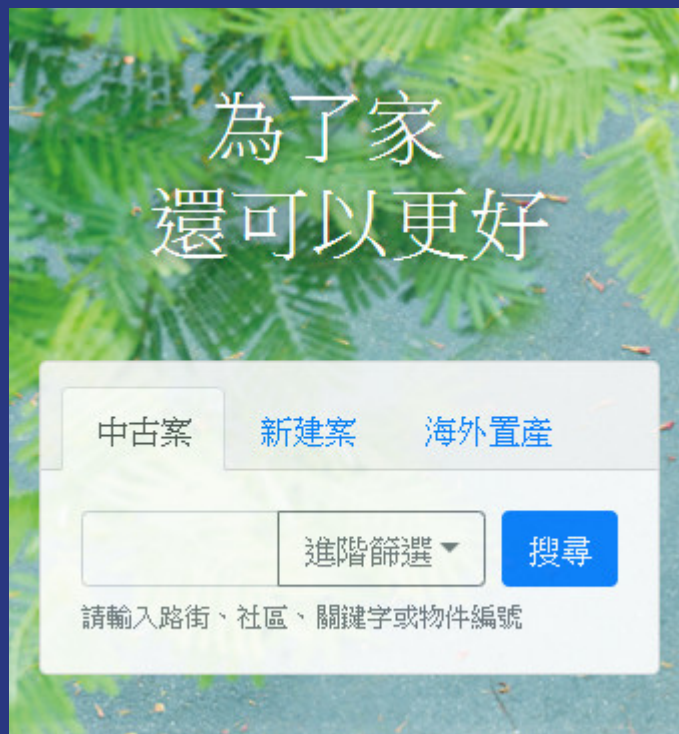 為了家
還可以更好
中古案 新建案 海外置產
進階篩選 搜尋
請輸入路街、社區、關鍵字或物件編號